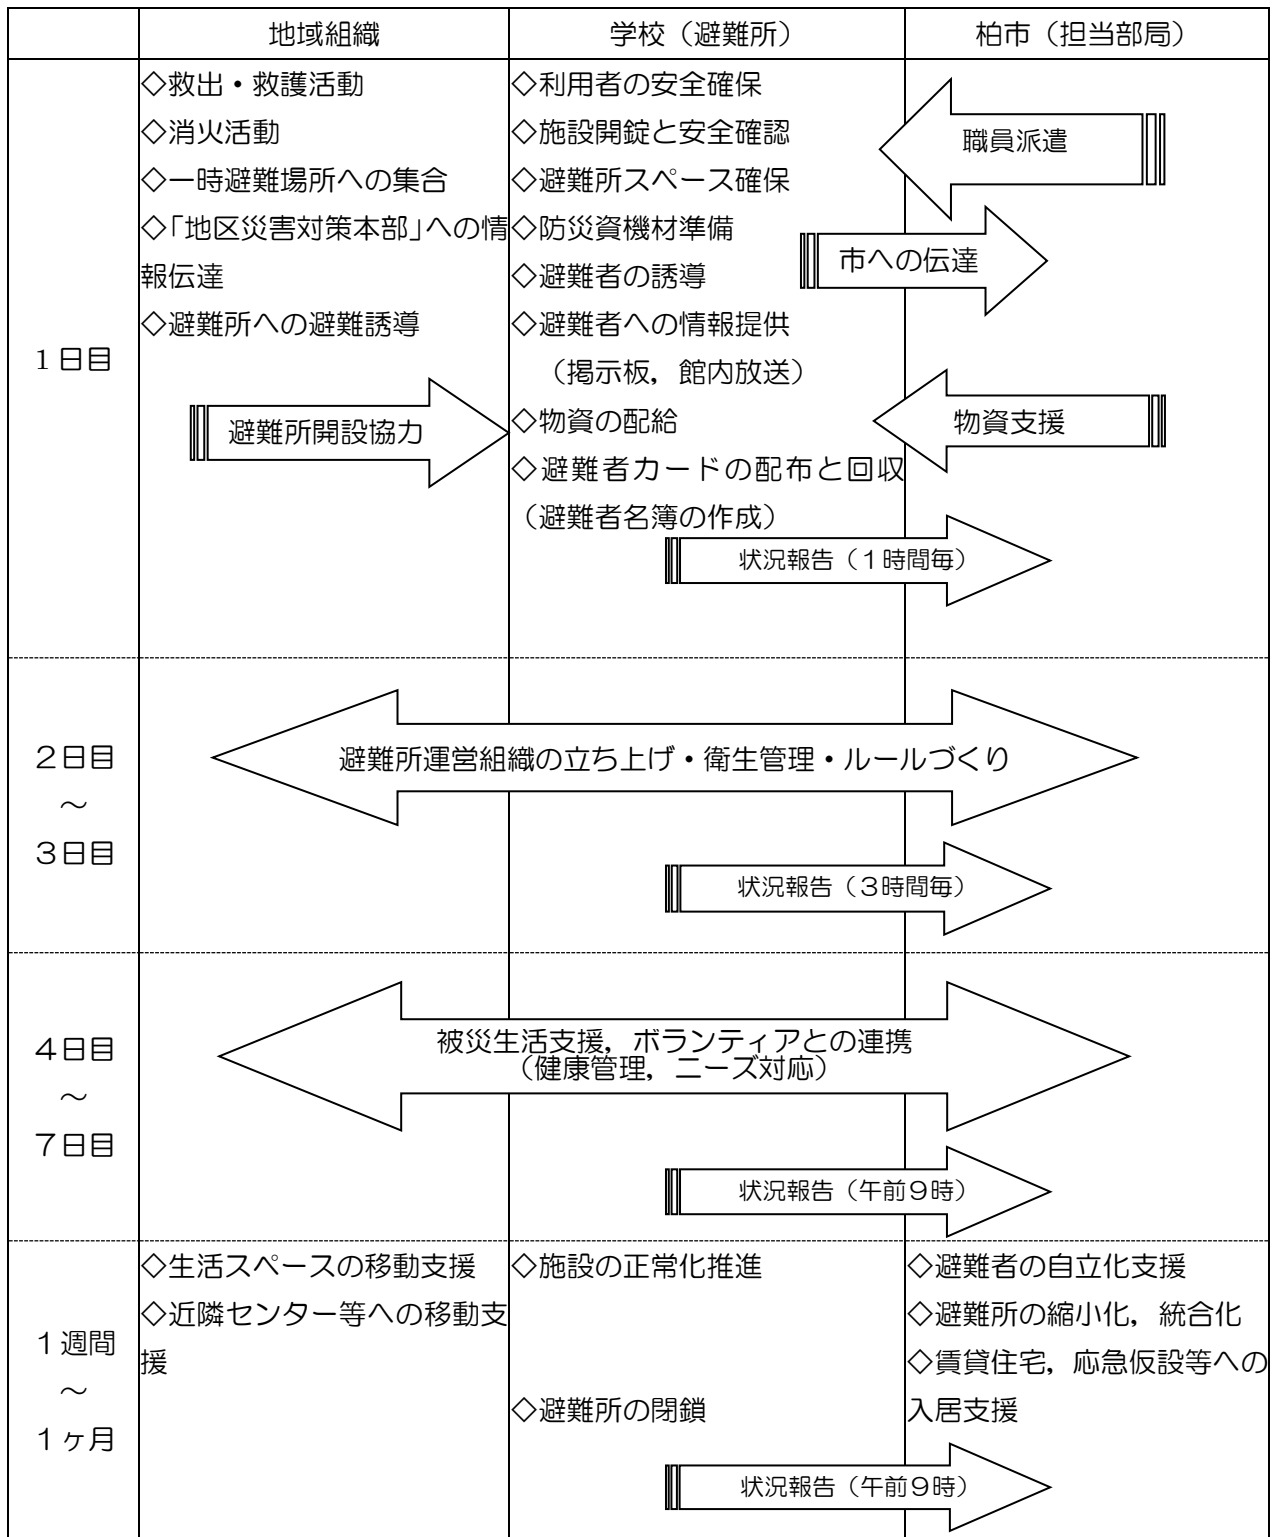 地域組織
学校（避難所）
柏市（担当部局）
1日目
◇救出・救護活動
◇消火活動
◇一時避難場所への集合
◇「地区災害対策本部」への情
報伝達
◇避難所への避難誘導
避難所開設協力
◇利用者の安全確保
◇施設開錠と安全確認
◇避難所スペース確保
◇防災資機材準備
◇避難者の誘導
◇避難者への情報提供
（掲示板，館内放送）
◇物資の配給
◇避難者カードの配布と回収
（避難者名簿の作成）
職員派遣
市への伝達
物資支援
状況報告（１時間毎）
２日目
～
３日目
避難所運営組織の立ち上げ・衛生管理・ルールづくり
状況報告（３時間毎）
４日目
～
７日目
被災生活支援，ボランティアとの連携
（健康管理，ニーズ対応）
状況報告（午前９時）
１週間
～
１ヶ月
◇生活スペースの移動支援
◇近隣センター等への移動支
援
◇施設の正常化推進
◇避難所の閉鎖
◇避難者の自立化支援
◇避難所の縮小化，統合化
◇賃貸住宅，応急仮設等への
入居支援
状況報告（午前９時）